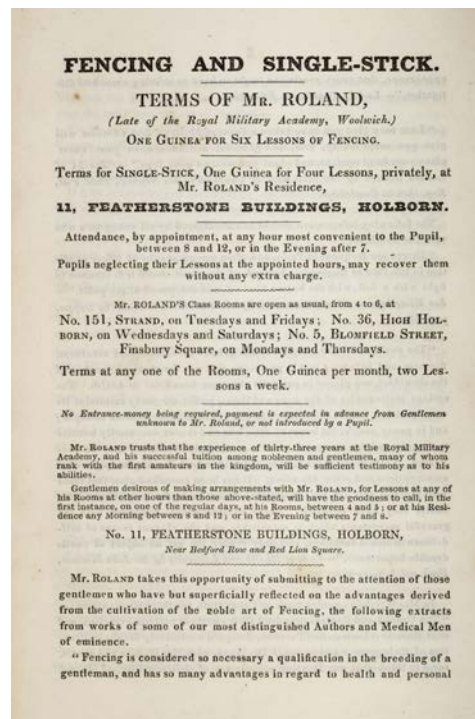 FENCING AND SINGLE-STICK.
TERMS OF MR. ROLAND,
(Late of the Royal Military Academy, Woolwich.)
ONE GUINEA FOR SIX LESSONS OF FENCING.
Terms for SINGLE-STICK, One Guinea for Four Lessons, privately, at
Mr. ROLAND'S Residence,
11, FEATHERSTONE BUILDINGS, HOLBORN.
Attendance, by appointment, at any hour most convenient to the Pupil,
between 8 and 12, or in the Evening after 7.
Pupils neglecting their Lessons at the appointed hours, may recover them
without any extra charge.
Mr. ROLAND'S Class Rooms are open as usual, from 4 to 6, at
No. 151, STRAND, on Tuesdays and Fridays; No. 36, HIGH HOL-
BORN, on Wednesdays and Saturdays; No. 5, BLOMFIELD STREET,
Finsbury Square, on Mondays and Thursdays.
Terms at any one of the Rooms, One Guinea per month, two Les-
sons a week.
No Entrance-money being required, payment is expected in advance from Gentlemen
unknown to Mr. Roland, or not introduced by a Pupil.
Mr. ROLAND trusts that the experience of thirty-three years at the Royal Military
Academy, and his successful tuition among noblemen and gentlemen, many of whom
rank with the first amateurs in the kingdom, will be sufficient testimony as to his
abilities.
Gentlemen desirous of making arrangements with Mr. ROLAND, for Lessons at any of
his Rooms at other hours than those above-stated, will have the goodness to call, in the
first instance, on one of the regular days, at his Rooms, between 4 and 5; or at his Resi-
dence any Morning between 8 and 12; or in the Evening between 7 and 8.
No. 11, FEATHERSTONE BUILDINGS, HOLBORN,
Near Bedford Row and Red Lion Square.
Mr. ROLAND takes this opportunity of submitting to the attention of those
gentlemen who have but superficially reflected on the advantages derived
from the cultivation of the noble art of Fencing, the following extracts
from works of some of our most distinguished Authors and Medical Men
of eminence.
"Fencing is considered so necessary a qualification in the breeding of a
gentleman, and has so many advantages in regard to health and personal